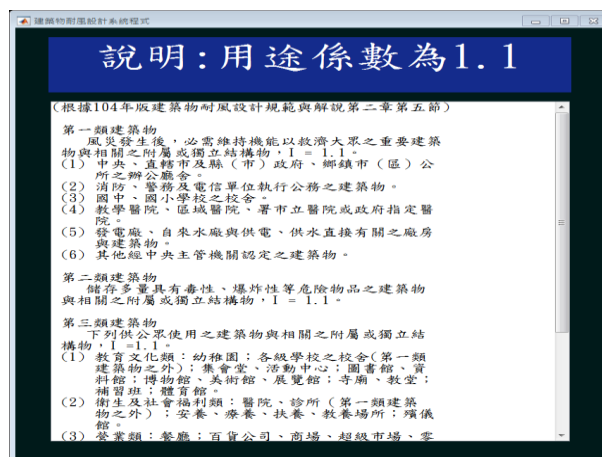 建築物耐風設計系統程式
說明:用途係數為1.1
(根據104年版建築物耐風設計規範與解說第二章第五節)
第一類建築物
風災發生後，必需維持機能以救濟大眾之重要建築
物與相關之附屬或獨立結構物，I = 1.1。
(1) 中央、直轄市及縣（市）政府、鄉鎮市（區）公
所之辦公廳舍。
(2) 消防、警務及電信單位執行公務之建築物。
(3) 國中、國小學校之校舍。
(4) 教學醫院、區域醫院、署市立醫院或政府指定醫
院。
(5) 發電廠、自來水廠與供電、供水直接有關之廠房
與建築物。
(6) 其他經中央主管機關認定之建築物。
第二類建築物
儲存多量具有毒性、爆炸性等危險物品之建築物
與相關之附屬或獨立結構物，I = 1.1。
第三類建築物
下列供公眾使用之建築物與相關之附屬或獨立結
構物，I =1.1。
(1) 教育文化類：幼稚園；各級學校之校舍(第一類
建築物之外)；集會堂、活動中心；圖書館、資
料館；博物館、美術館、展覽館；寺廟、教堂；
補習班；體育館。
(2) 衛生及社會福利類：醫院、診所（第一類建築
物之外）；安養、療養、扶養、教養場所；殯儀
館。
(3) 營業類：餐廳；百貨公司、商場、超級市場、零